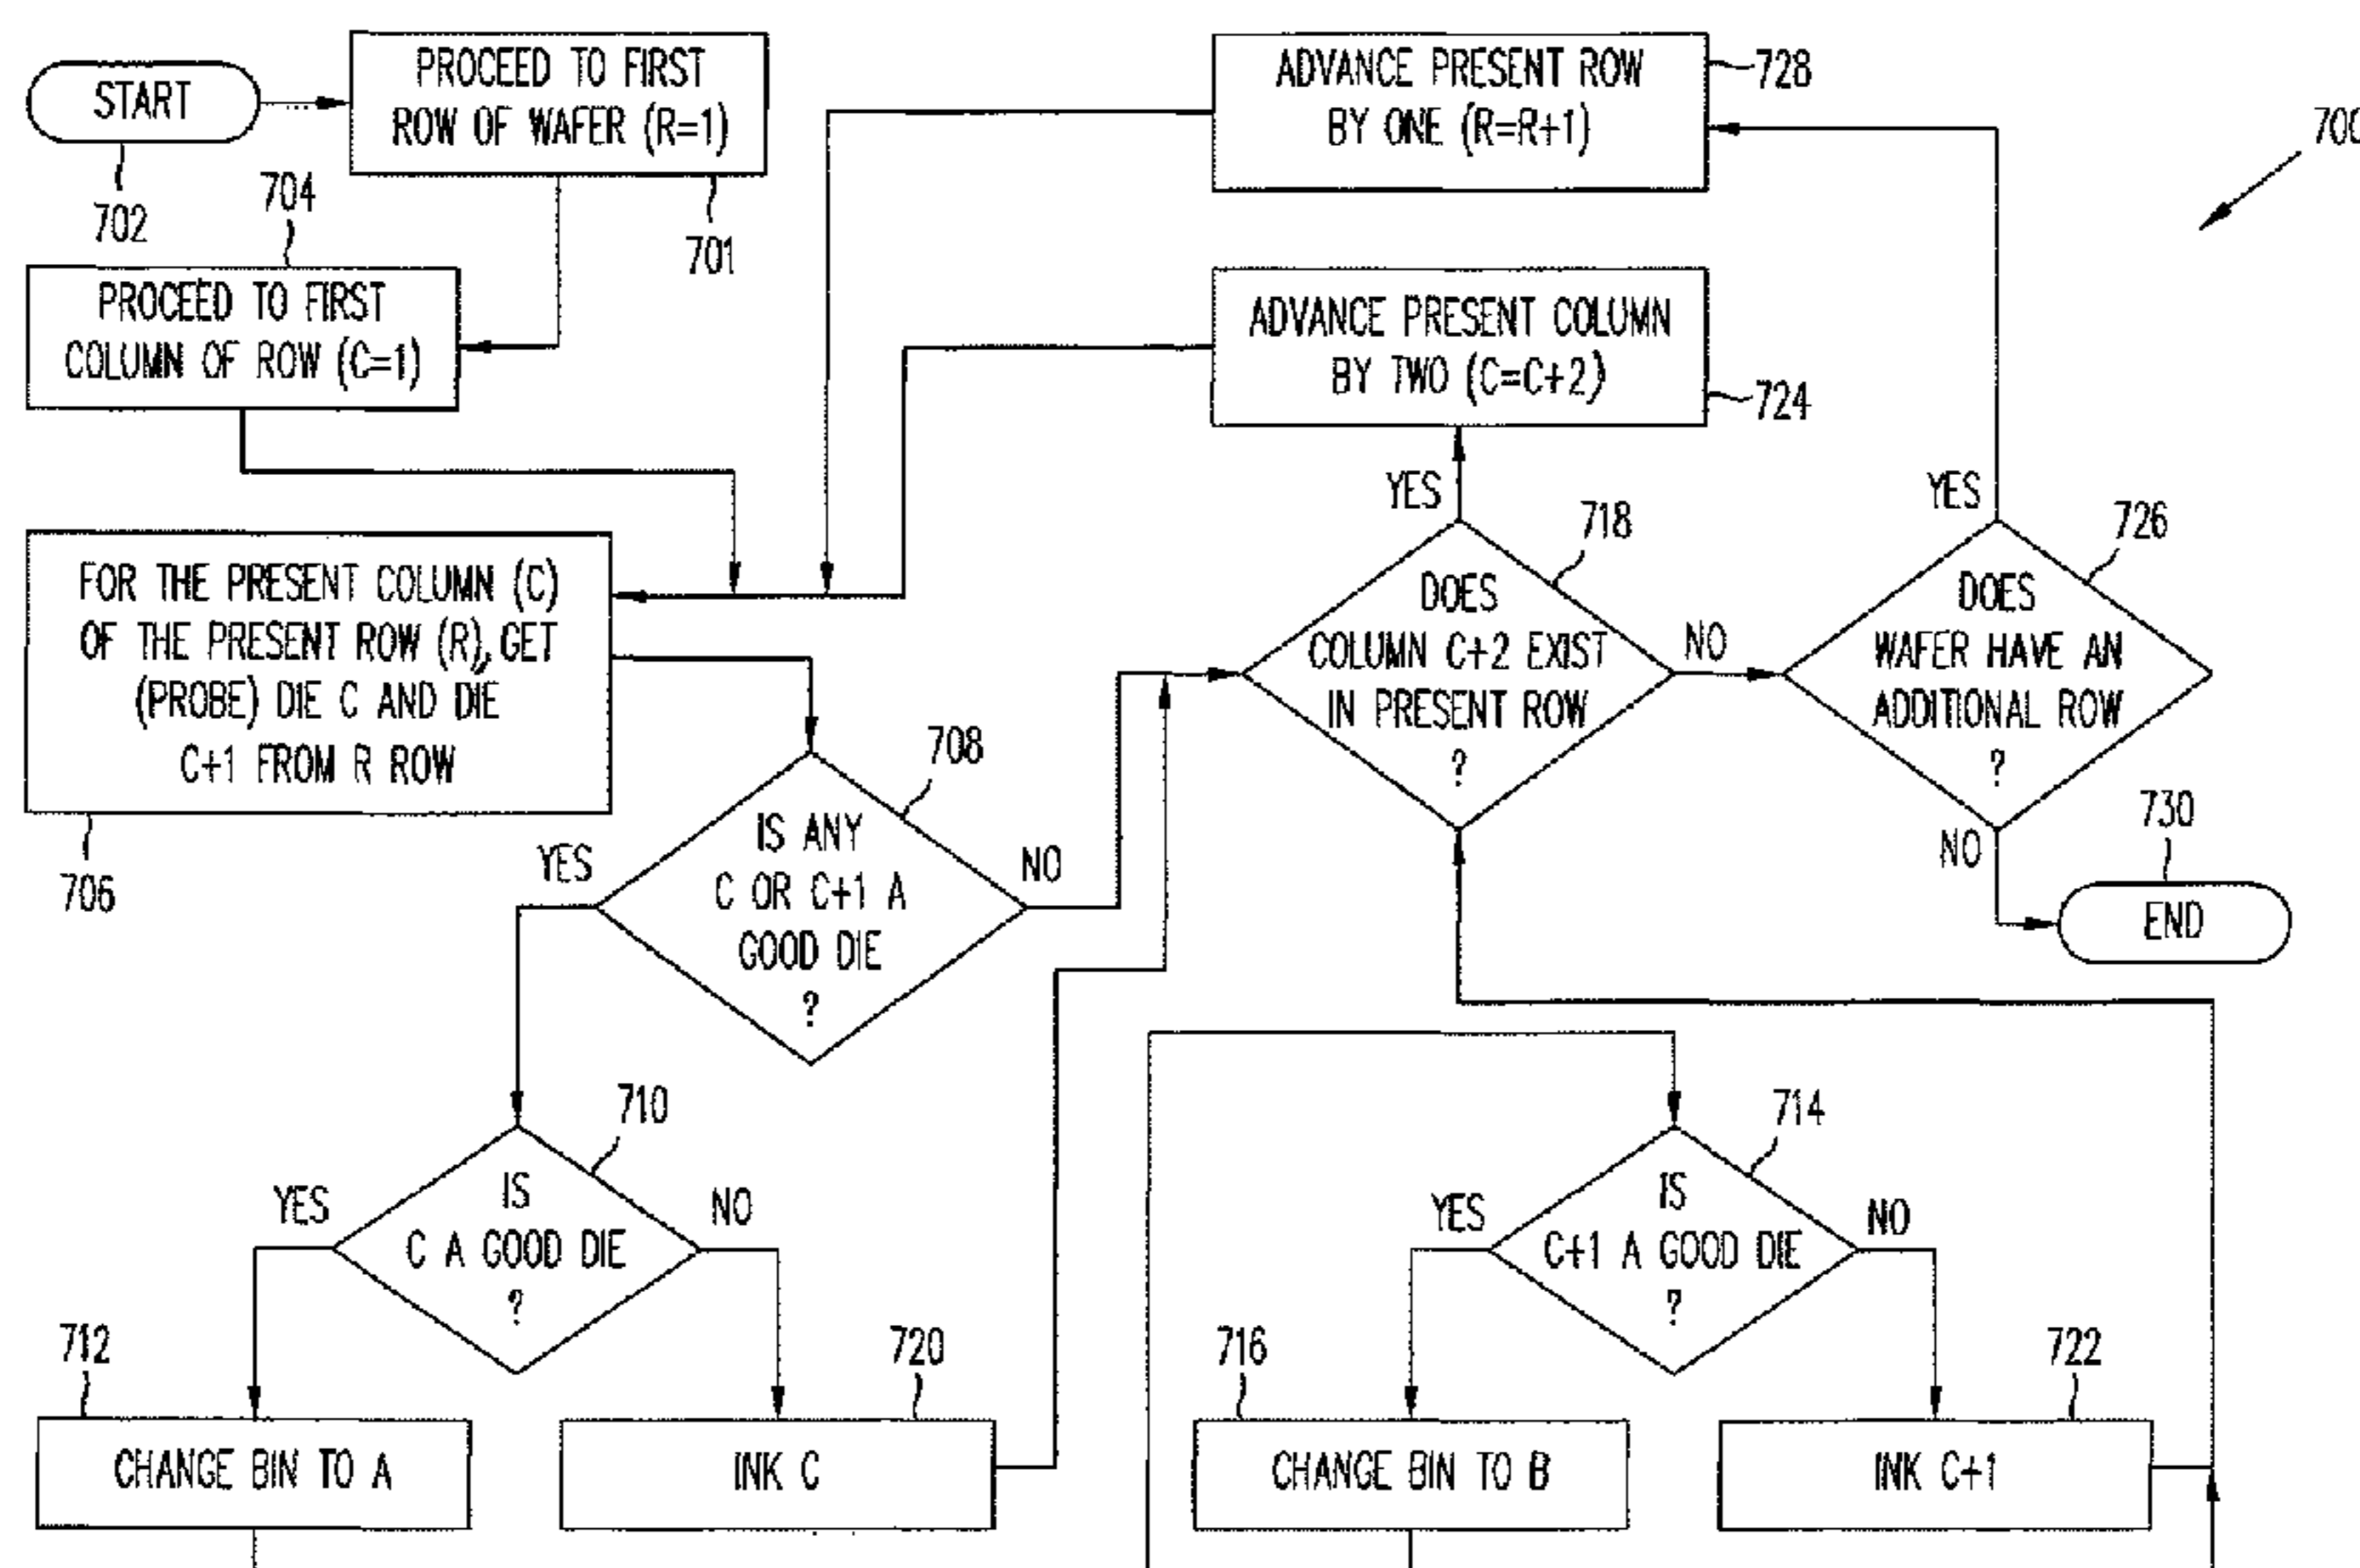 START
702
PROCEED TO FIRST
ROW OF WAFER (R=1)
701
704
PROCEED TO FIRST
COLUMN OF ROW (C=1)
ADVANCE PRESENT ROW
BY ONE (R=R+1)
728
700
ADVANCE PRESENT COLUMN
BY TWO (C=C+2)
724
FOR THE PRESENT COLUMN (C)
OF THE PRESENT ROW (R), GET
(PROBE) DIE C AND DIE
C+1 FROM R ROW
706
708
IS ANY
C OR C+1 A
GOOD DIE
?
YES
NO
718
DOES
COLUMN C+2 EXIST
IN PRESENT ROW
?
YES
NO
726
DOES
WAFER HAVE AN
ADDITIONAL ROW
?
YES
NO
730
END
710
IS
C A GOOD DIE
?
YES
NO
712
CHANGE BIN TO A
720
INK C
714
IS
C+1 A GOOD DIE
?
YES
NO
716
CHANGE BIN TO B
722
INK C+1